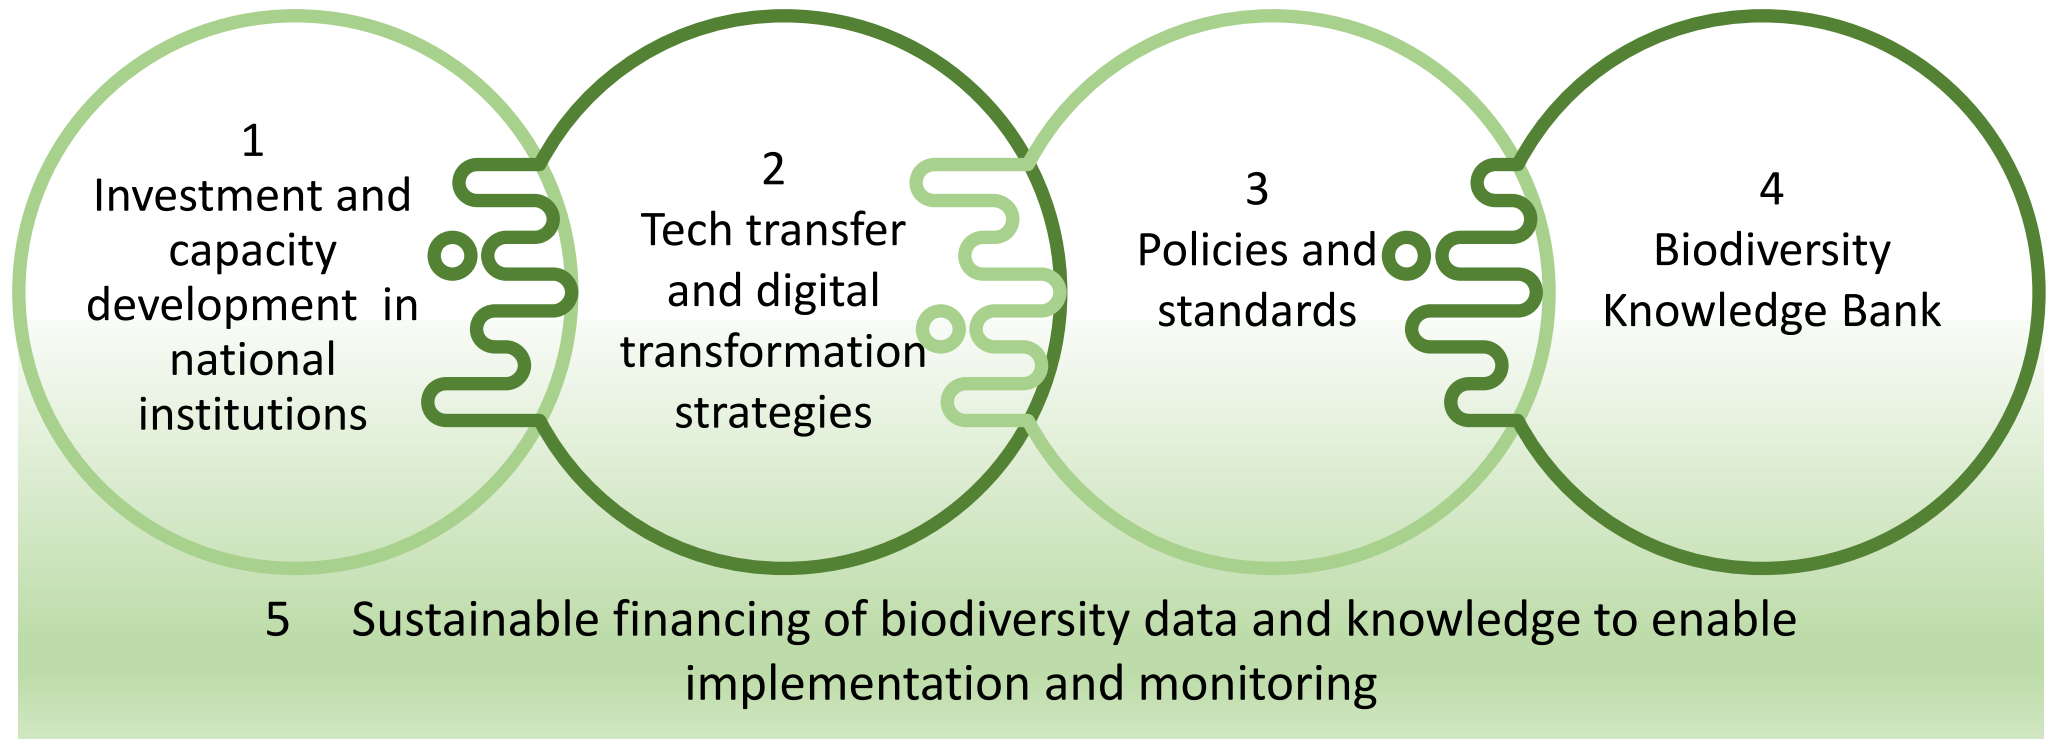 1
Investment and
capacity
development in
national
institutions
2
Tech transfer
and digital
transformation
strategies
3
Policies and
standards
4
Biodiversity
Knowledge Bank
5 Sustainable financing of biodiversity data and knowledge to enable
implementation and monitoring